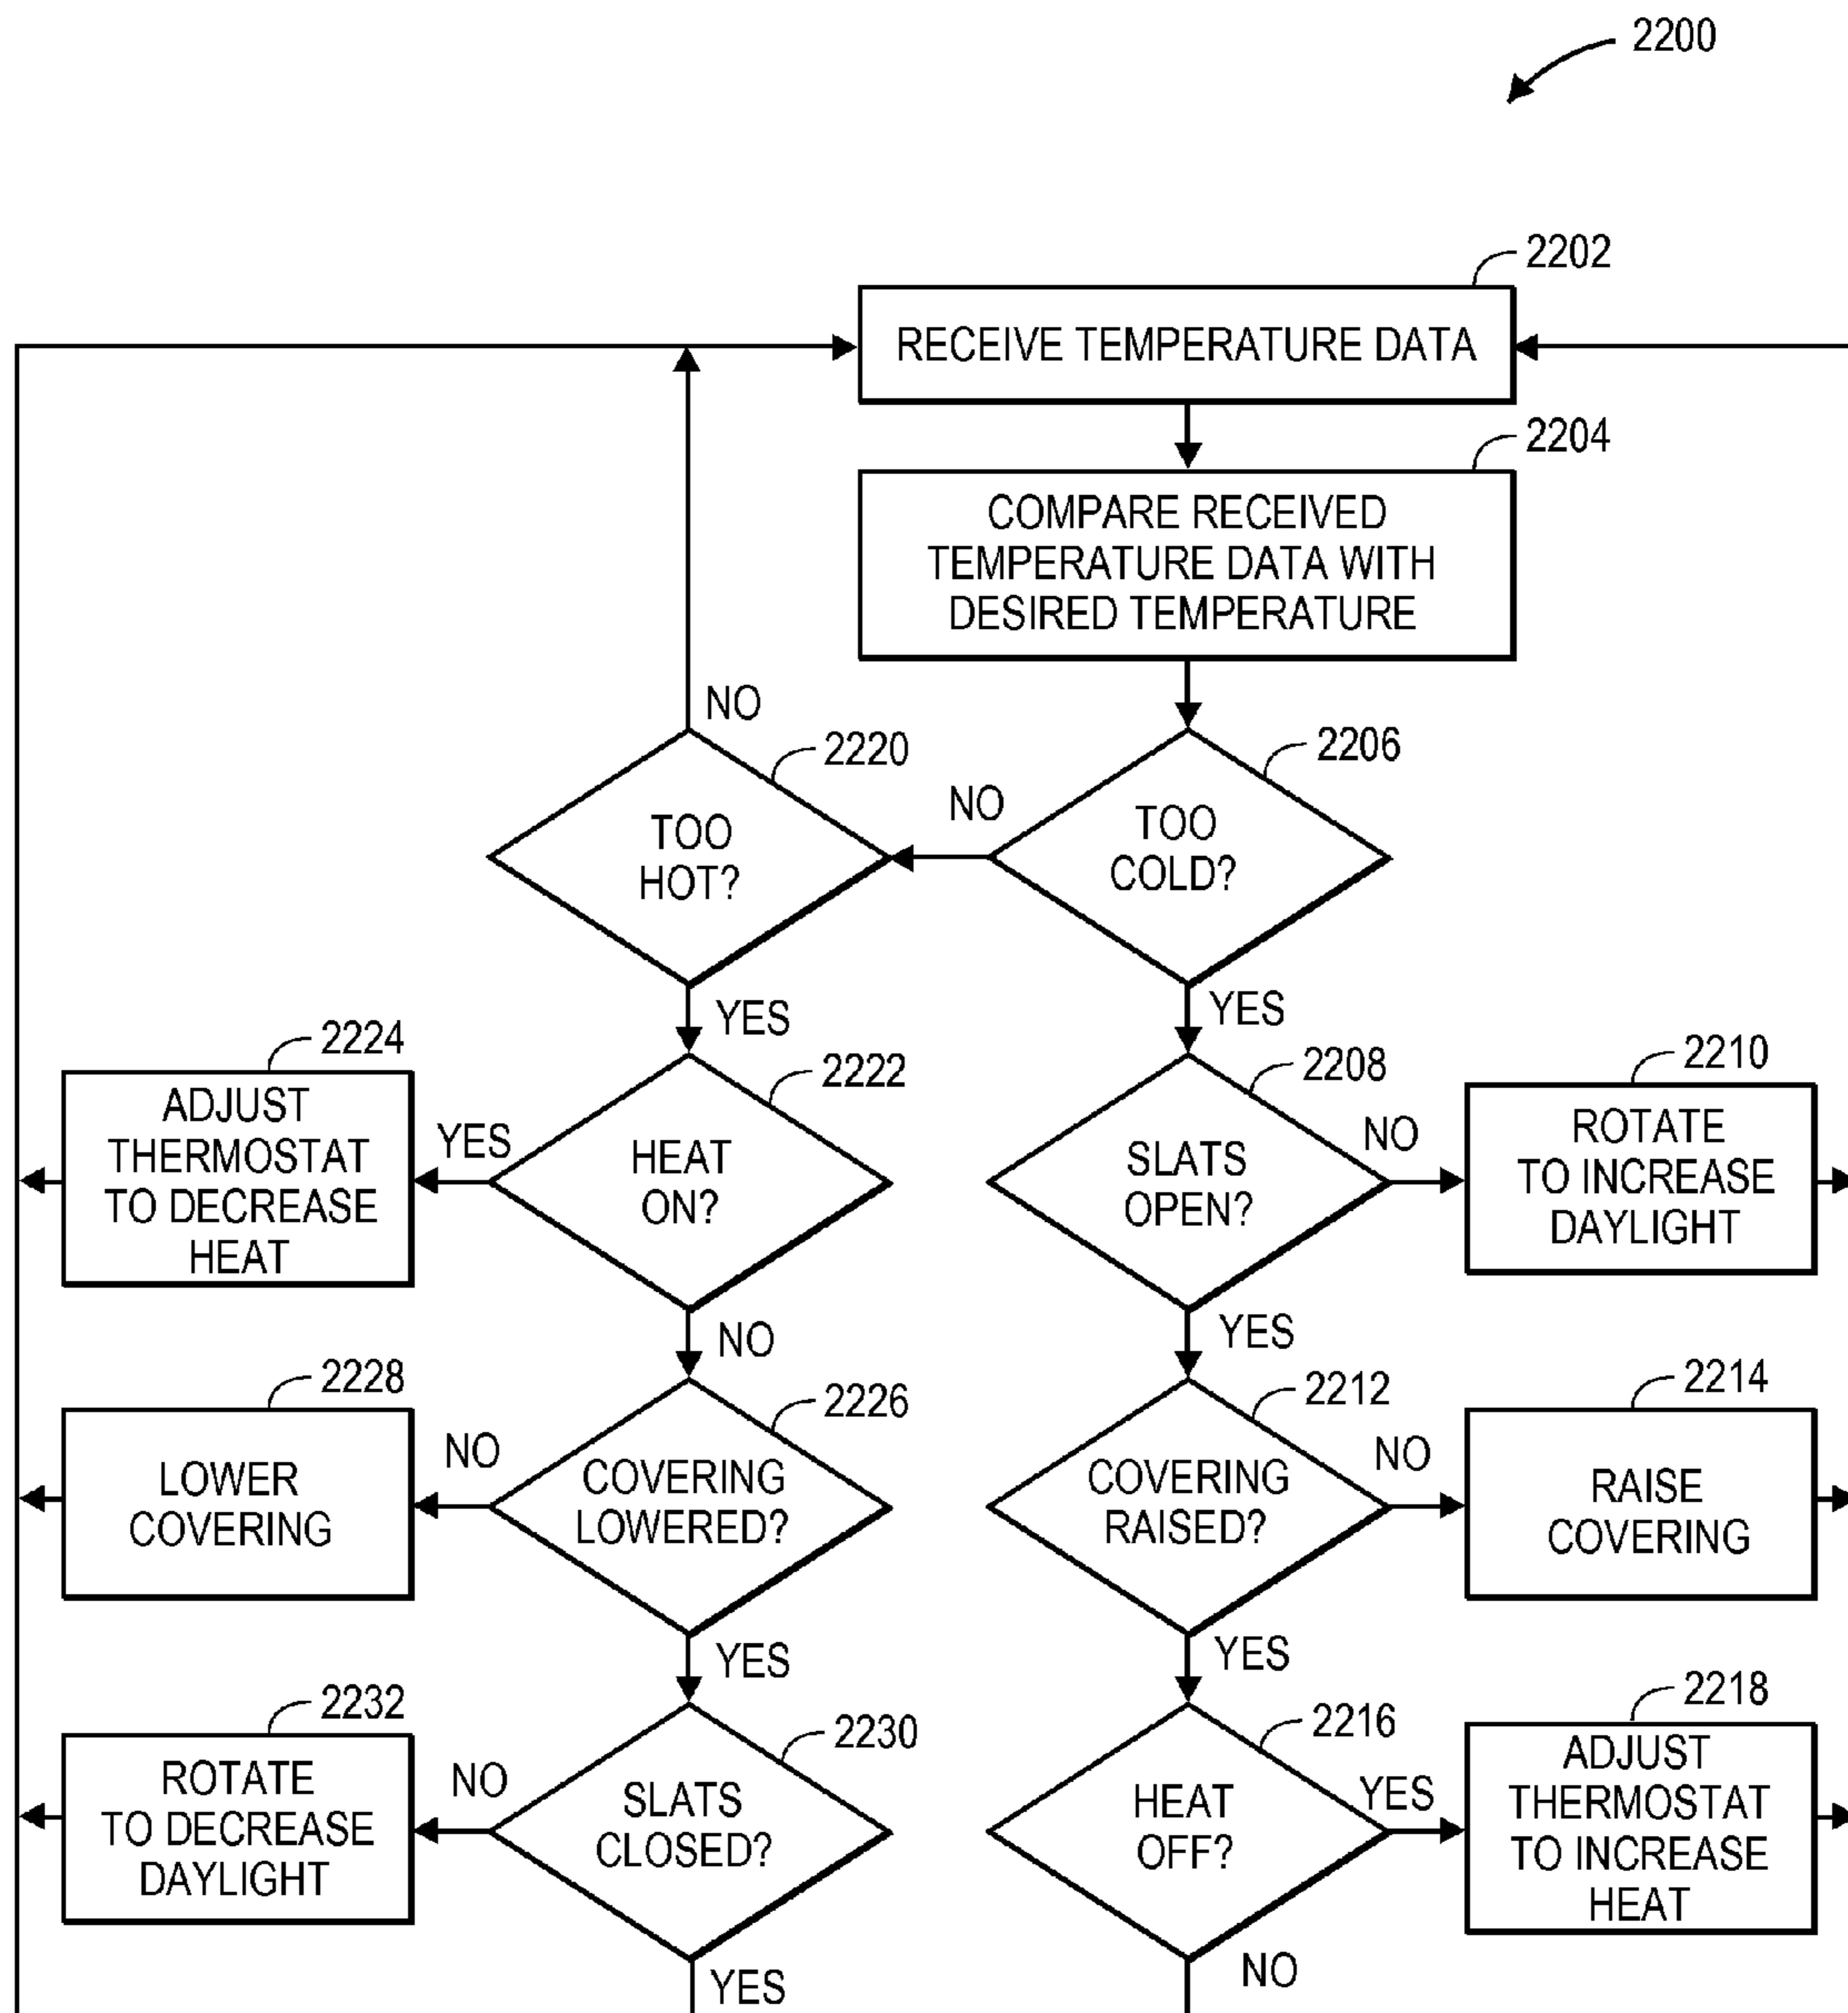 2200
2202
RECEIVE TEMPERATURE DATA
2204
COMPARE RECEIVED
TEMPERATURE DATA WITH
DESIRED TEMPERATURE
NO
2220
TOO
HOT?
NO
2206
TOO
COLD?
YES
YES
2224
ADJUST
THERMOSTAT
TO DECREASE
HEAT
YES
2222
HEAT
ON?
2208
SLATS
OPEN?
NO
2210
ROTATE
TO INCREASE
DAYLIGHT
NO
YES
2228
LOWER
COVERING
NO
2226
COVERING
LOWERED?
2212
COVERING
RAISED?
NO
2214
RAISE
COVERING
YES
YES
2232
ROTATE
TO DECREASE
DAYLIGHT
NO
2230
SLATS
CLOSED?
2216
HEAT
OFF?
YES
2218
ADJUST
THERMOSTAT
TO INCREASE
HEAT
YES
NO